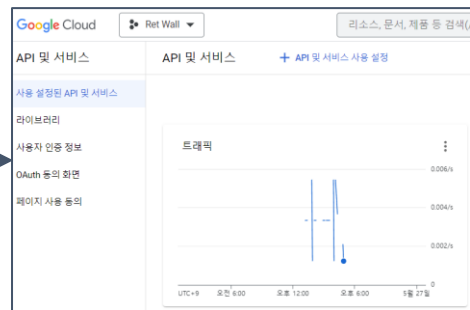 Google Cloud
Ret Wall
리소스, 문서, 제품 등 검색(
API 및 서비스
API 및 서비스
+ API 및 서비스 사용 설정
사용 설정된 API 및 서비스
라이브러리
사용자 인증 정보
OAuth 동의 화면
페이지 사용 동의
트래픽
0.006/s
0.004/s
0.002/s
0
UTC+9
오전 6:00
오후 12:00
오후 6:00
5월 27일